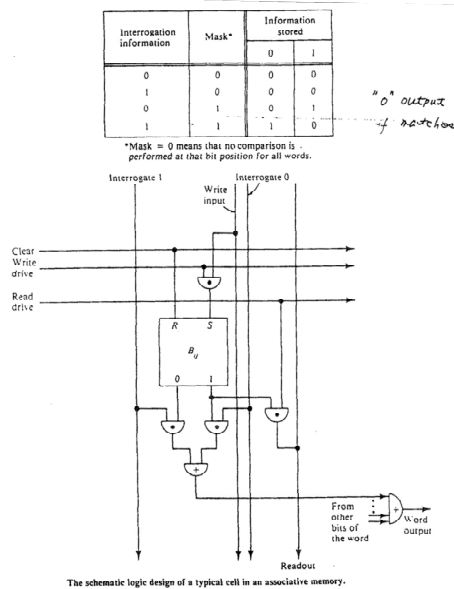 Interrogation information
Mask*
Information stored
0 1
0 0 0 0
1 0 0 0
0 1 0 1
1 1 1 0
"0" output
if matches
*Mask = 0 means that no comparison is
performed at that bit position for all words.
Interrogate 1
Interrogate 0
Write
input
Clear
Write
drive
Read
drive
R S
B ij
0 1
From
other
bits of
the word
Word
output
Readout
The schematic logic design of a typical cell in an associative memory.